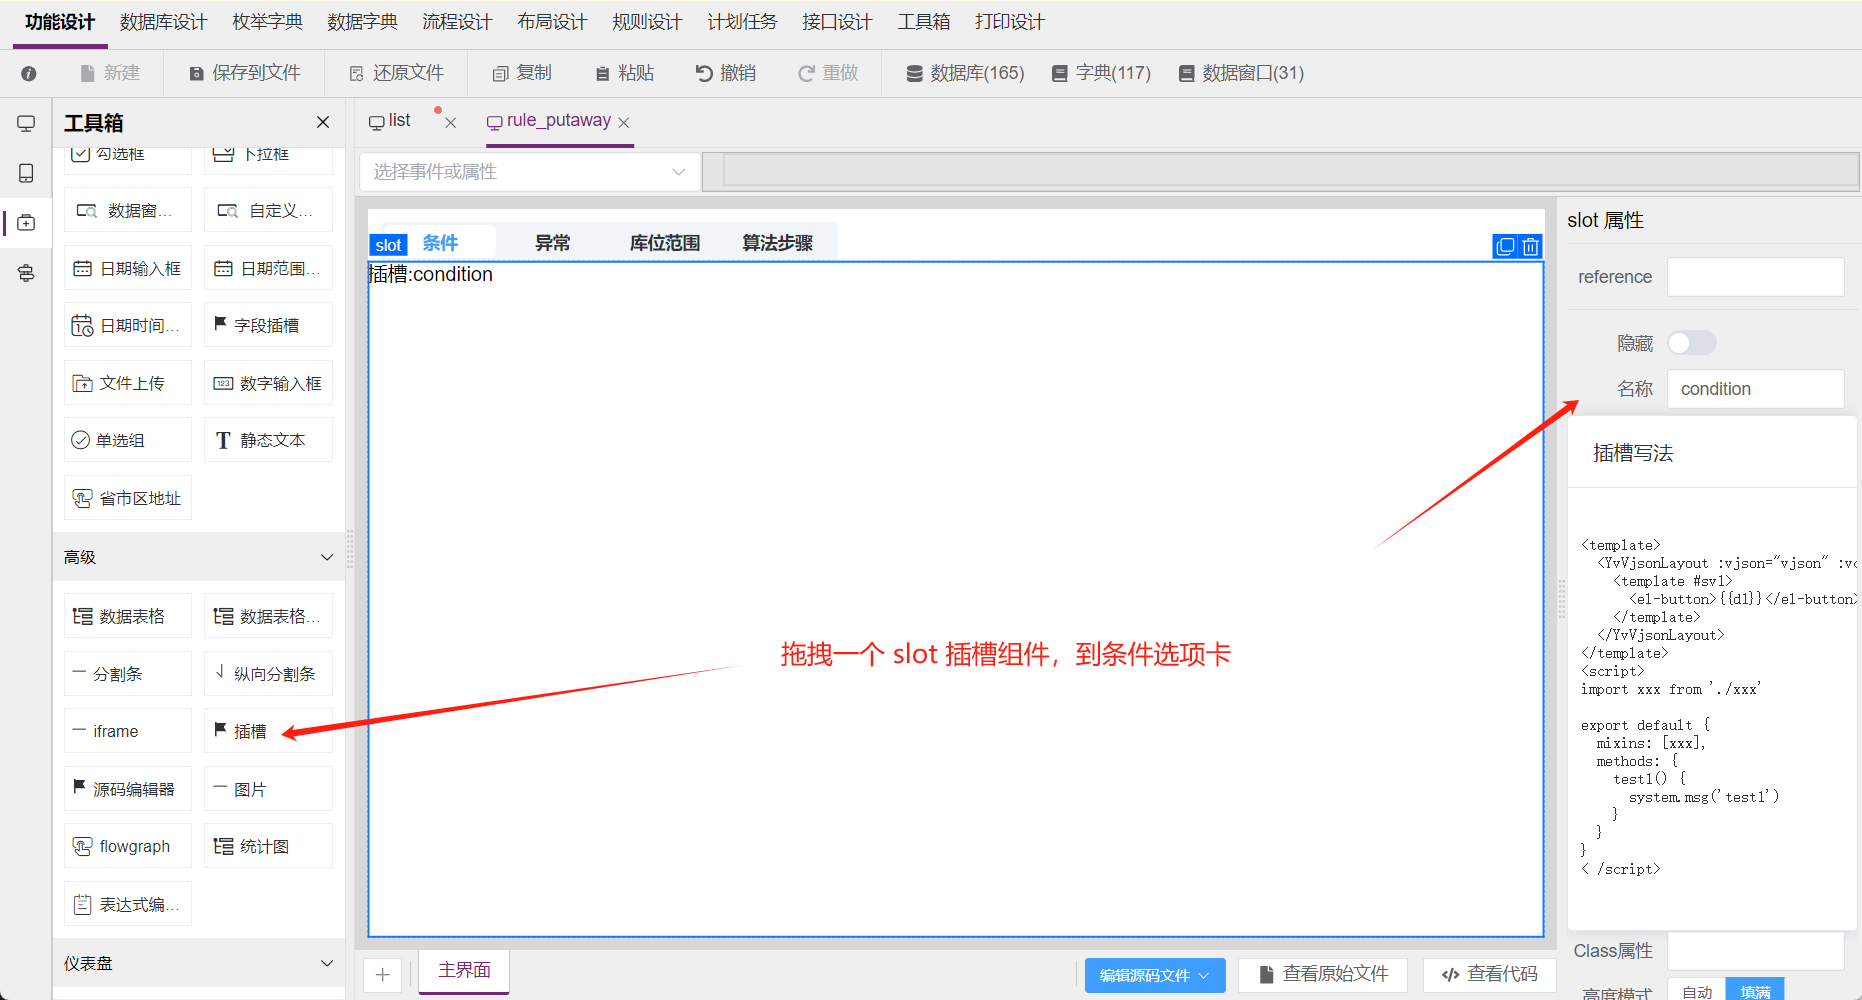 功能设计 数据库设计 枚举字典 数据字典 流程设计 布局设计 规则设计 计划任务 接口设计 工具箱 打印设计
新建 保存到文件 还原文件 复制 粘贴 撤销 重做 数据库(165) 字典(117) 数据窗口(31)
工具箱
勾选框 下拉框
数据窗... 自定义...
日期输入框 日期范围...
日期时间... 字段插槽
文件上传 数字输入框
单选组 静态文本
省市区地址
高级
数据表格 数据表格...
分割条 纵向分割条
iframe 插槽
源码编辑器 图片
flowgraph 统计图
表达式编...
仪表盘
list rule_putaway
选择事件或属性
slot 条件 异常 库位范围 算法步骤
插槽:condition
拖拽一个 slot 插槽组件，到条件选项卡
主界面 编辑源码文件 查看原始文件 查看代码
slot 属性
reference
隐藏
名称 condition
插槽写法
<template>
<YvVjsonLayout :vjson="vjson" :vc
<template #sv1>
<el-button>{{d1}}</el-button>
</template>
</YvVjsonLayout>
</template>
<script>
import xxx from './xxx'
export default {
mixins: [xxx],
methods: {
test1() {
system.msg('test1')
}
}
}
< /script>
Class属性
高度模式 自动 填满